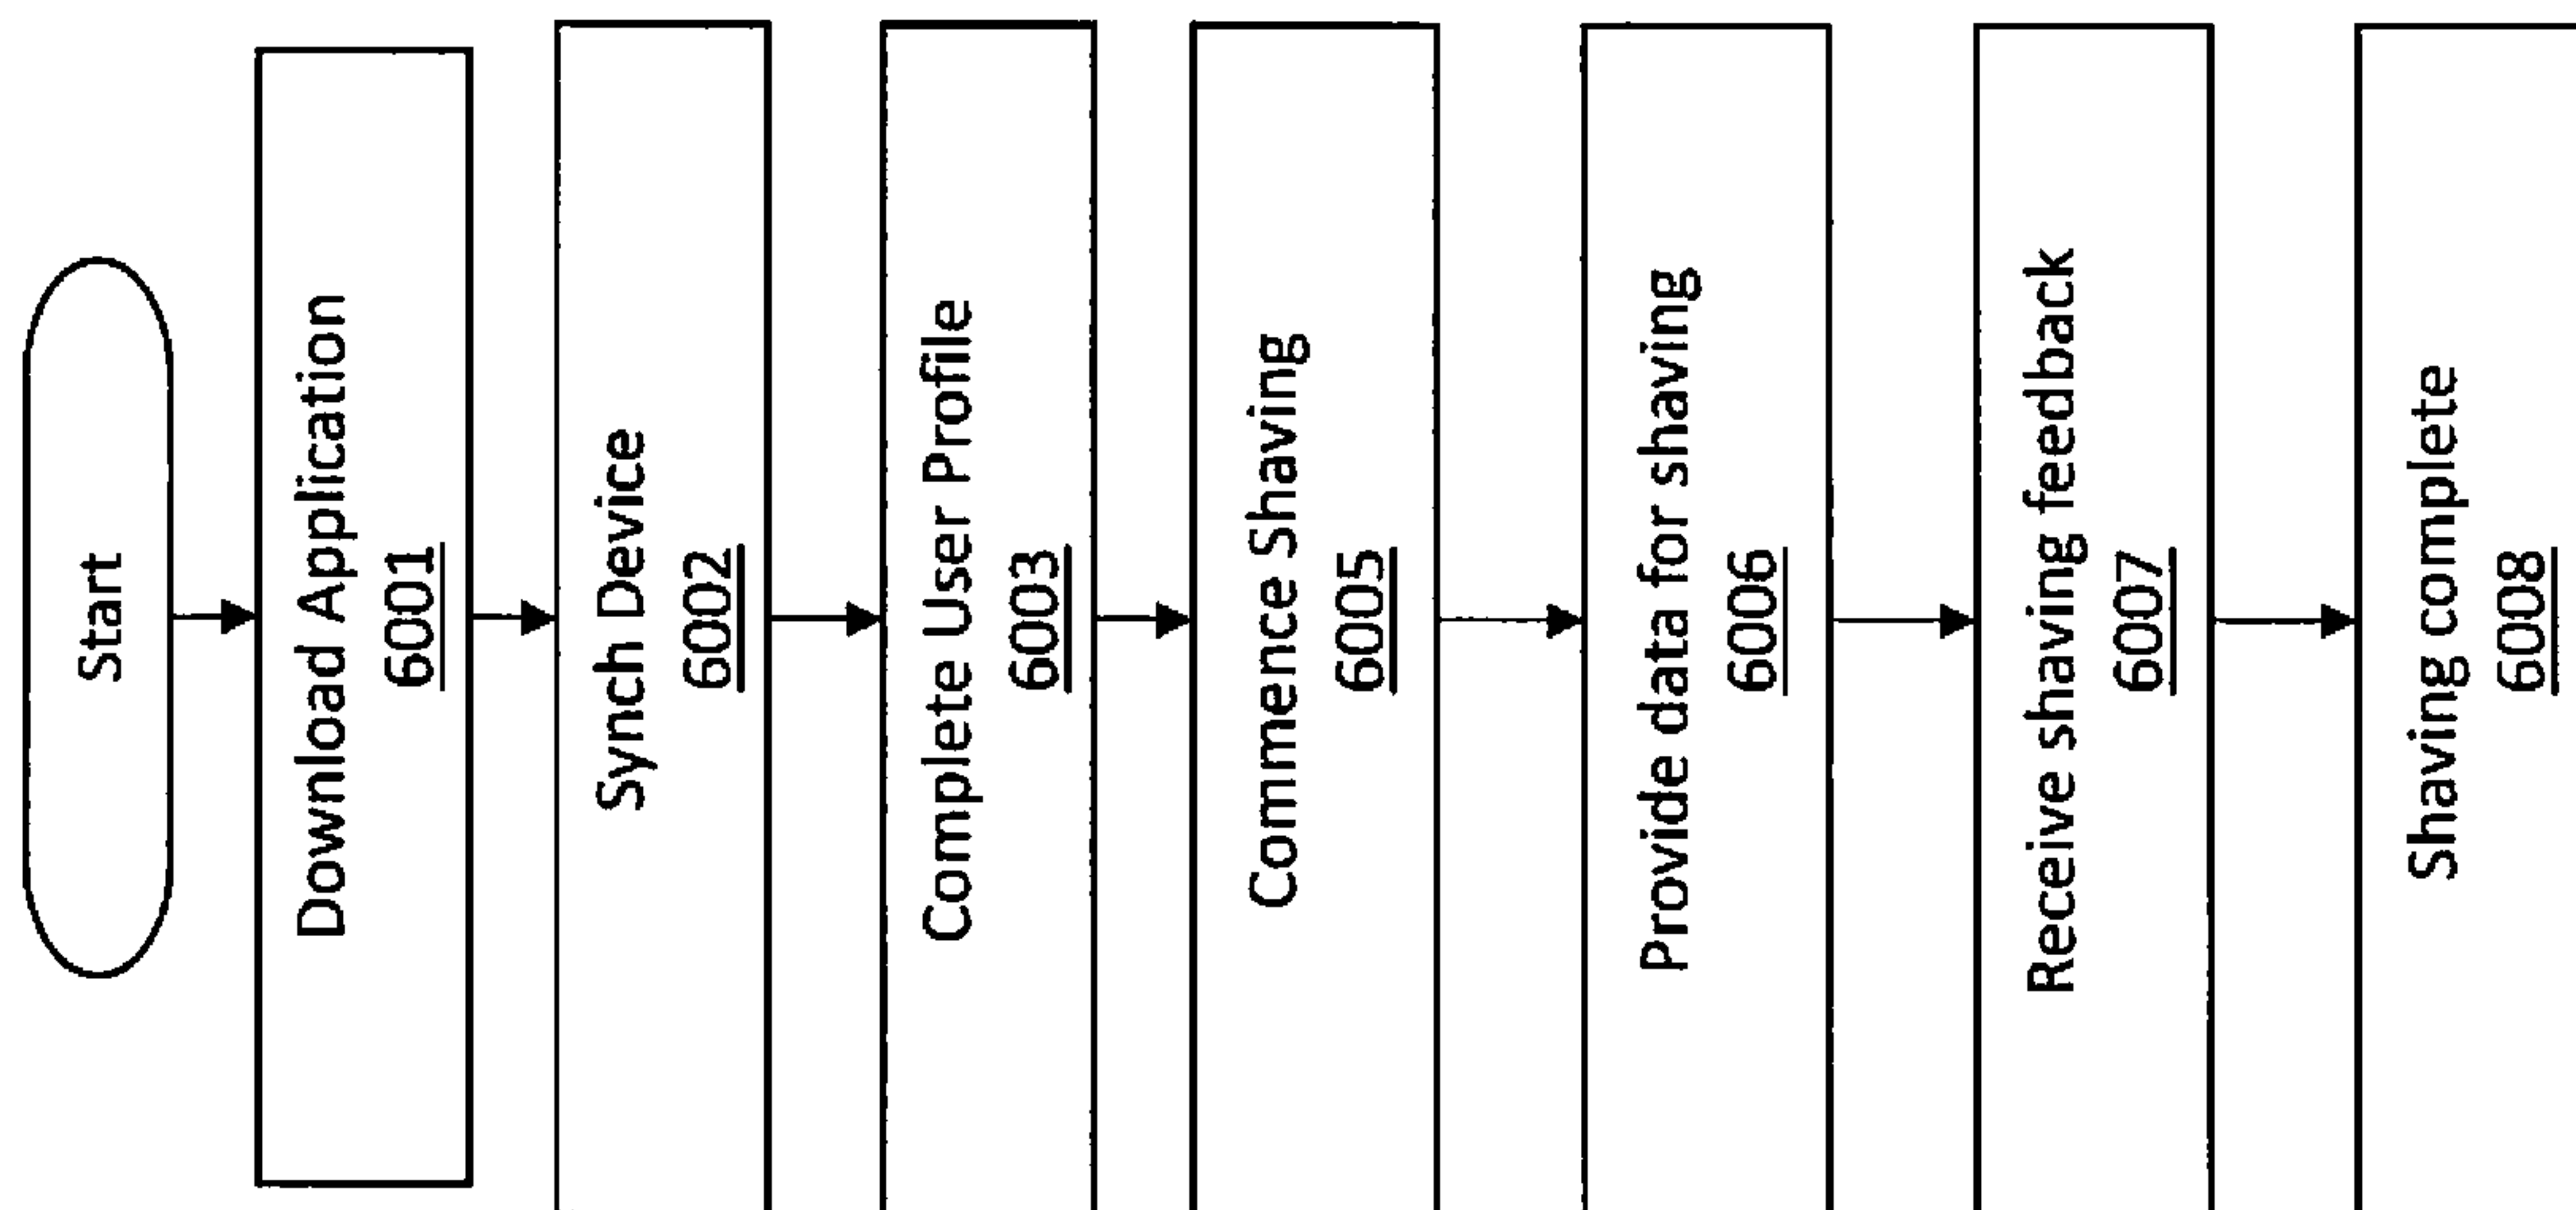 Start
Download Application
6001
Synch Device
6002
Complete User Profile
6003
Commence Shaving
6005
Provide data for shaving
6006
Receive shaving feedback
6007
Shaving complete
6008